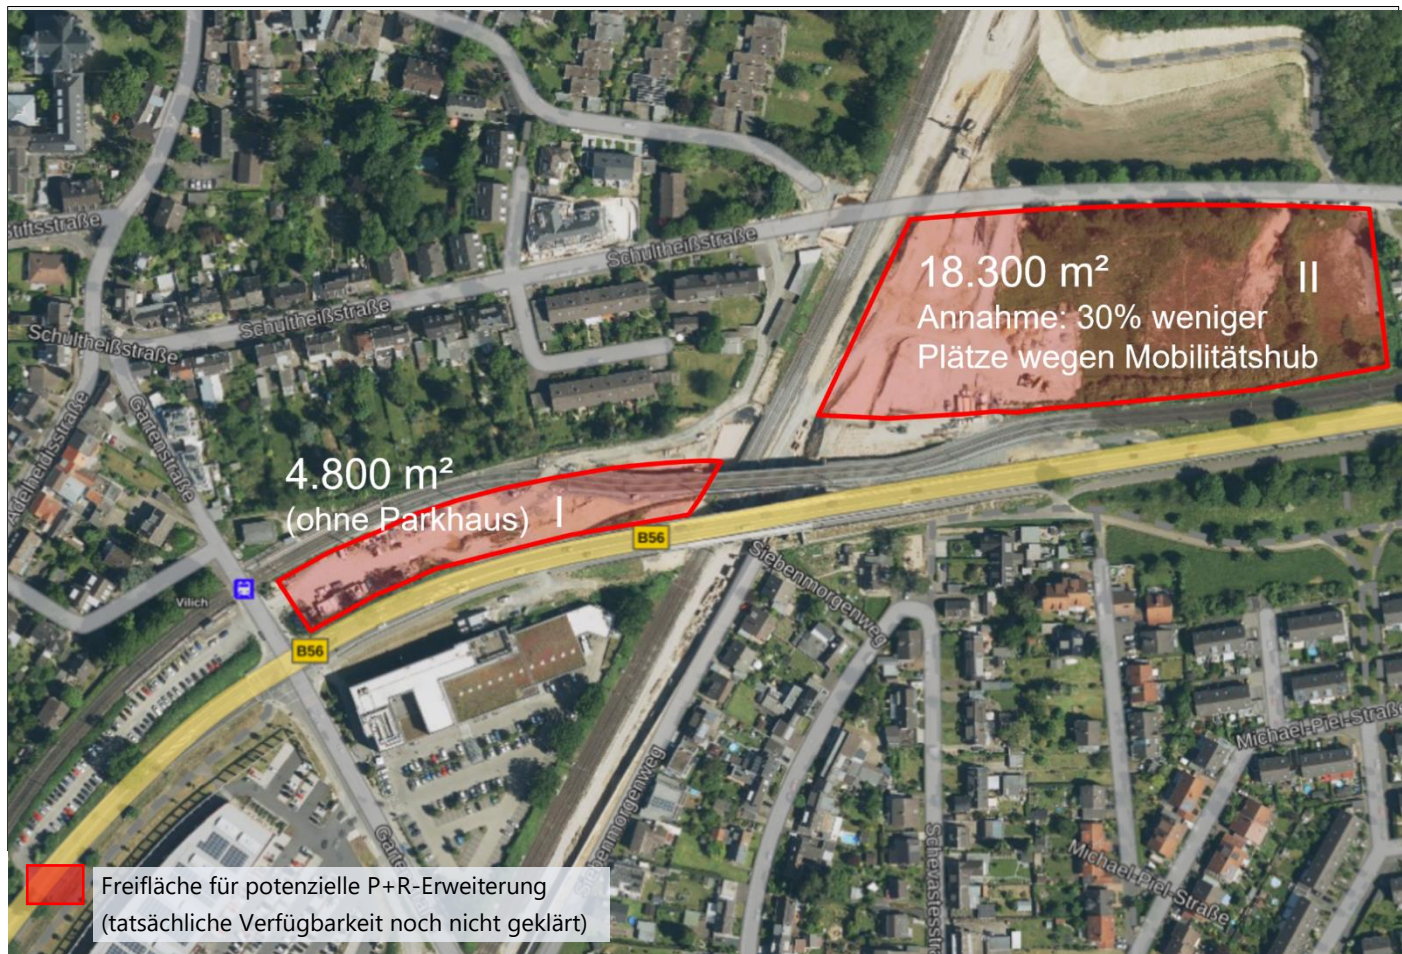 Stiftsstraße
Schultheißstraße
Schultheißstraße
Schultheißstraße
Adelheidisstraße
Gartenstraße
18.300 m²
II
Annahme: 30% weniger
Plätze wegen Mobilitätshub
4.800 m²
(ohne Parkhaus)
I
B56
Vilich
B56
Siebenmorgenweg
Siebenmorgenweg
Michael-Piel-Straße
Michael-Piel-Straße
Freifläche für potenzielle P+R-Erweiterung
(tatsächliche Verfügbarkeit noch nicht geklärt)